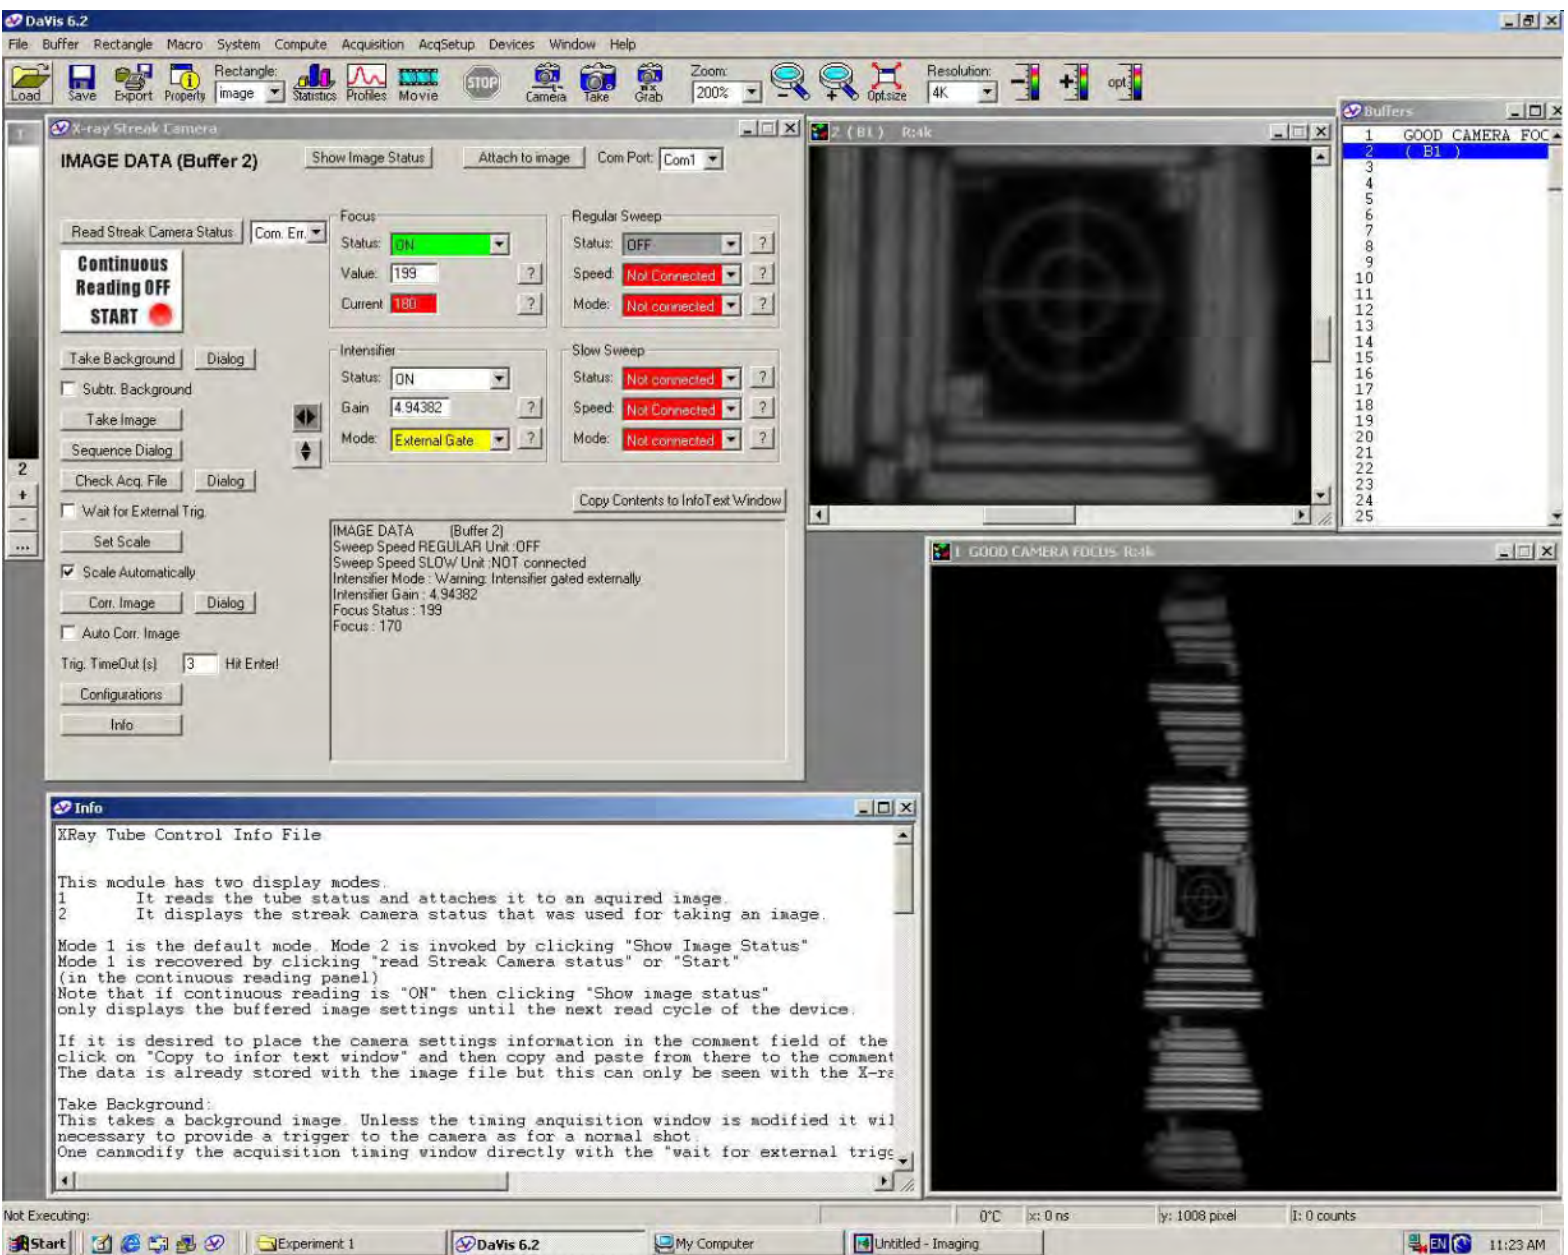 DaVis 6.2
File Buffer Rectangle Macro System Compute Acquisition AcqSetup Devices Window Help
Load Save Export Property Rectangle: image Statistics Profiles Movie STOP Camera Take Grab Zoom: 200% - + Opt.size Resolution: 4K - + opt
X-ray Streak Camera
IMAGE DATA (Buffer 2) Show Image Status Attach to image Com Port: Com1
Read Streak Camera Status Com. Err.
Continuous
Reading OFF
START
Take Background Dialog
Subtr. Background
Take Image
Sequence Dialog
Check Acq. File Dialog
Wait for External Trig.
Set Scale
Scale Automatically
Corr. Image Dialog
Auto Corr. Image
Trig. TimeOut (s) 3 Hit Enter!
Configurations
Info
Focus
Status: ON
Value: 199 ?
Current 180 ?
Intensifier
Status: ON
Gain 4.94382 ?
Mode: External Gate ?
Regular Sweep
Status: OFF ?
Speed: Not Connected ?
Mode: Not connected ?
Slow Sweep
Status: Not connected ?
Speed: Not Connected ?
Mode: Not connected ?
Copy Contents to InfoText Window
IMAGE DATA (Buffer 2)
Sweep Speed REGULAR Unit :OFF
Sweep Speed SLOW Unit :NOT connected
Intensifier Mode : Warning: Intensifier gated externally
Intensifier Gain : 4.94382
Focus Status : 199
Focus : 170
2
+
-
...
2 ( B1 ) R:4k
Buffers
1 GOOD CAMERA FOC
2 ( B1 )
3
4
5
6
7
8
9
10
11
12
13
14
15
16
17
18
19
20
21
22
23
24
25
1 GOOD CAMERA FOCUS R:4k
Info
XRay Tube Control Info File
This module has two display modes.
1 It reads the tube status and attaches it to an aquired image.
2 It displays the streak camera status that was used for taking an image.
Mode 1 is the default mode. Mode 2 is invoked by clicking "Show Image Status"
Mode 1 is recovered by clicking "read Streak Camera status" or "Start"
(in the continuous reading panel)
Note that if continuous reading is "ON" then clicking "Show image status"
only displays the buffered image settings until the next read cycle of the device.
If it is desired to place the camera settings information in the comment field of the
click on "Copy to infor text window" and then copy and paste from there to the comment
The data is already stored with the image file but this can only be seen with the X-ra
Take Background:
This takes a background image. Unless the timing anquisition window is modified it wil
necessary to provide a trigger to the camera as for a normal shot.
One canmodify the acquisition timing window directly with the "wait for external trigg
Not Executing: 0°C x: 0 ns y: 1008 pixel I: 0 counts
Start Experiment 1 DaVis 6.2 My Computer Untitled - Imaging EN 11:23 AM